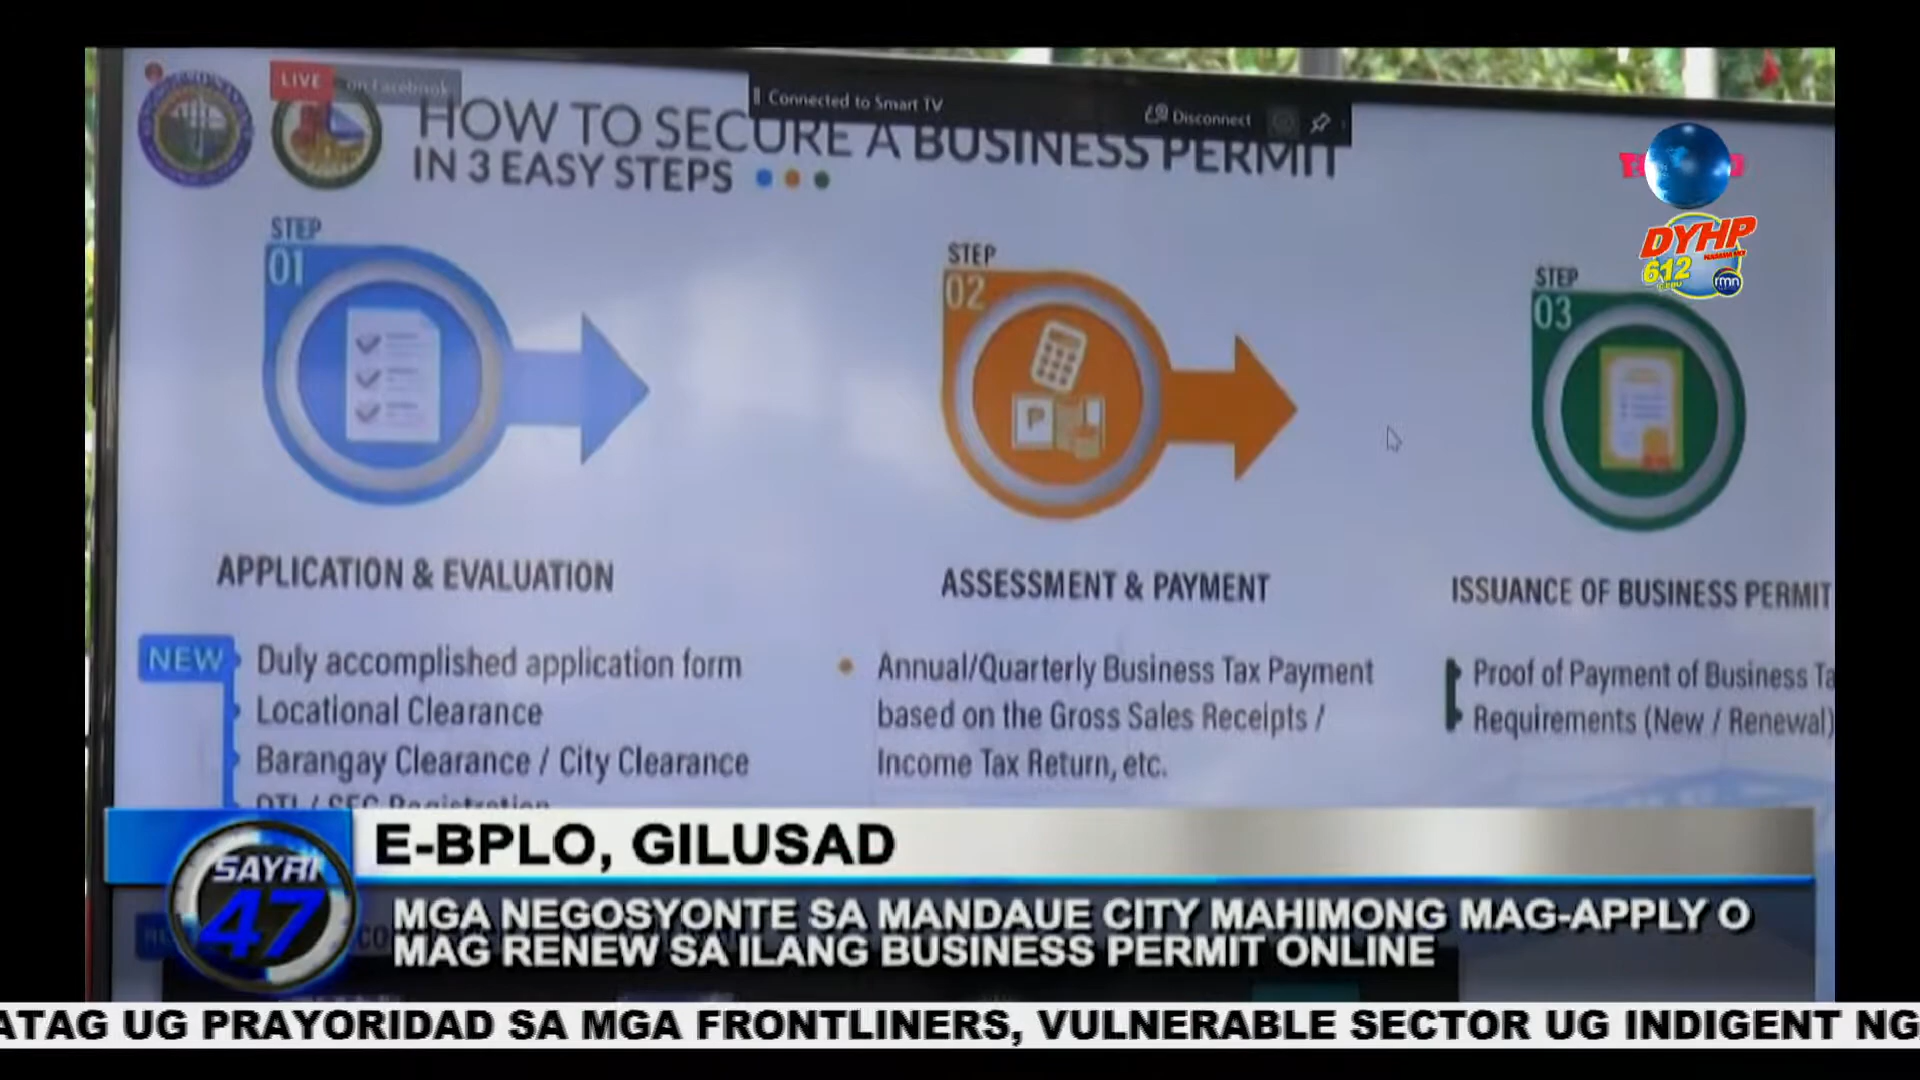 LIVE on Facebook
Connected to Smart TV
Disconnect
HOW TO SECURE A BUSINESS PERMIT
IN 3 EASY STEPS
DYHP
612
rmn
STEP
01
STEP
02
STEP
03
P
APPLICATION & EVALUATION
ASSESSMENT & PAYMENT
ISSUANCE OF BUSINESS PERMIT
NEW
Duly accomplished application form
Locational Clearance
Barangay Clearance / City Clearance
DTI / SEC Registration
Annual/Quarterly Business Tax Payment
based on the Gross Sales Receipts /
Income Tax Return, etc.
Proof of Payment of Business Ta
Requirements (New / Renewal)
E-BPLO, GILUSAD
SAYRI
47
MGA NEGOSYONTE SA MANDAUE CITY MAHIMONG MAG-APPLY O
MAG RENEW SA ILANG BUSINESS PERMIT ONLINE
ATAG UG PRAYORIDAD SA MGA FRONTLINERS, VULNERABLE SECTOR UG INDIGENT NG